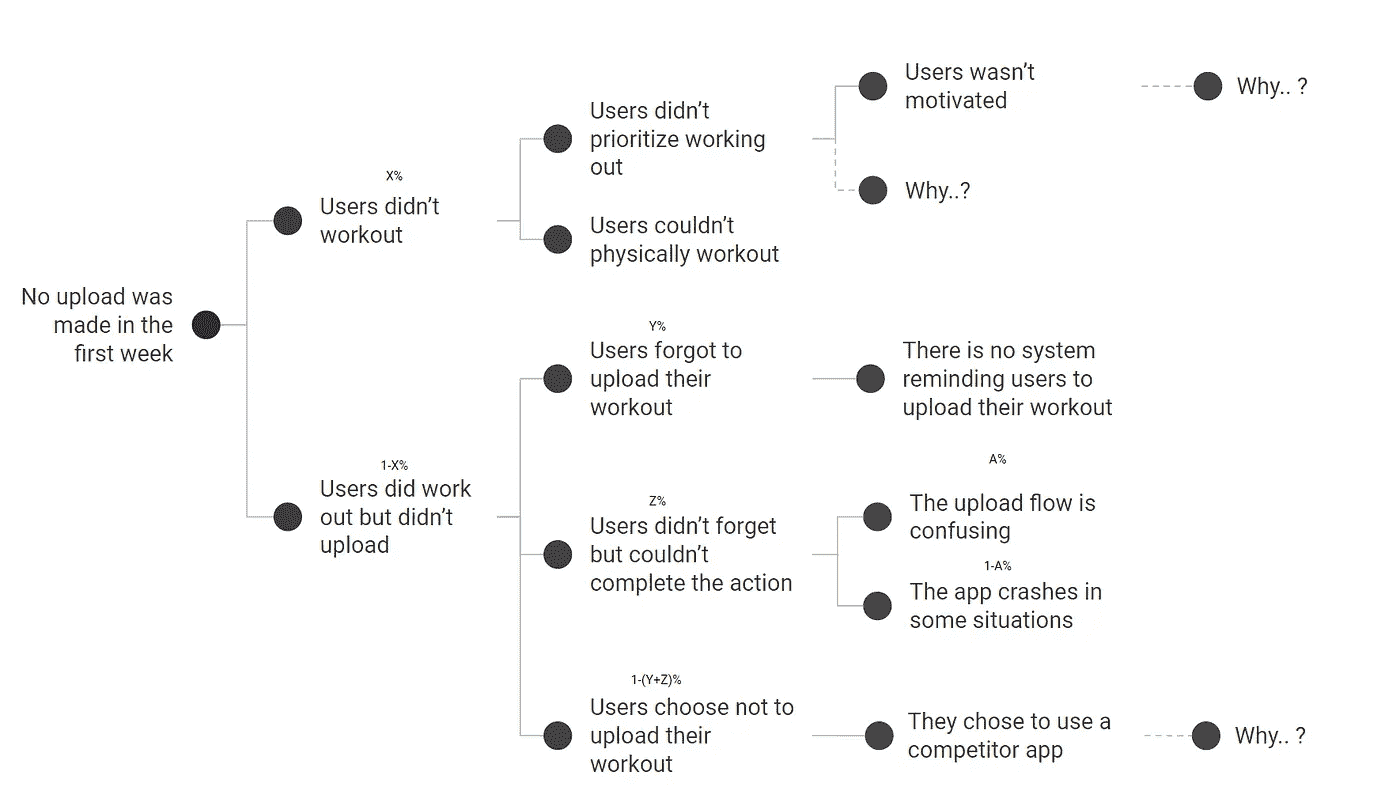 No upload was
made in the
first week
X%
Users didn't
workout
Users didn't
prioritize working
out
Users wasn't
motivated
Why.. ?
Why..?
Users couldn't
physically workout
1-X%
Users did work
out but didn't
upload
Y%
Users forgot to
upload their
workout
There is no system
reminding users to
upload their workout
Z%
Users didn't forget
but couldn't
complete the action
A%
The upload flow is
confusing
1-A%
The app crashes in
some situations
1-(Y+Z)%
Users choose not to
upload their
workout
They chose to use a
competitor app
Why.. ?